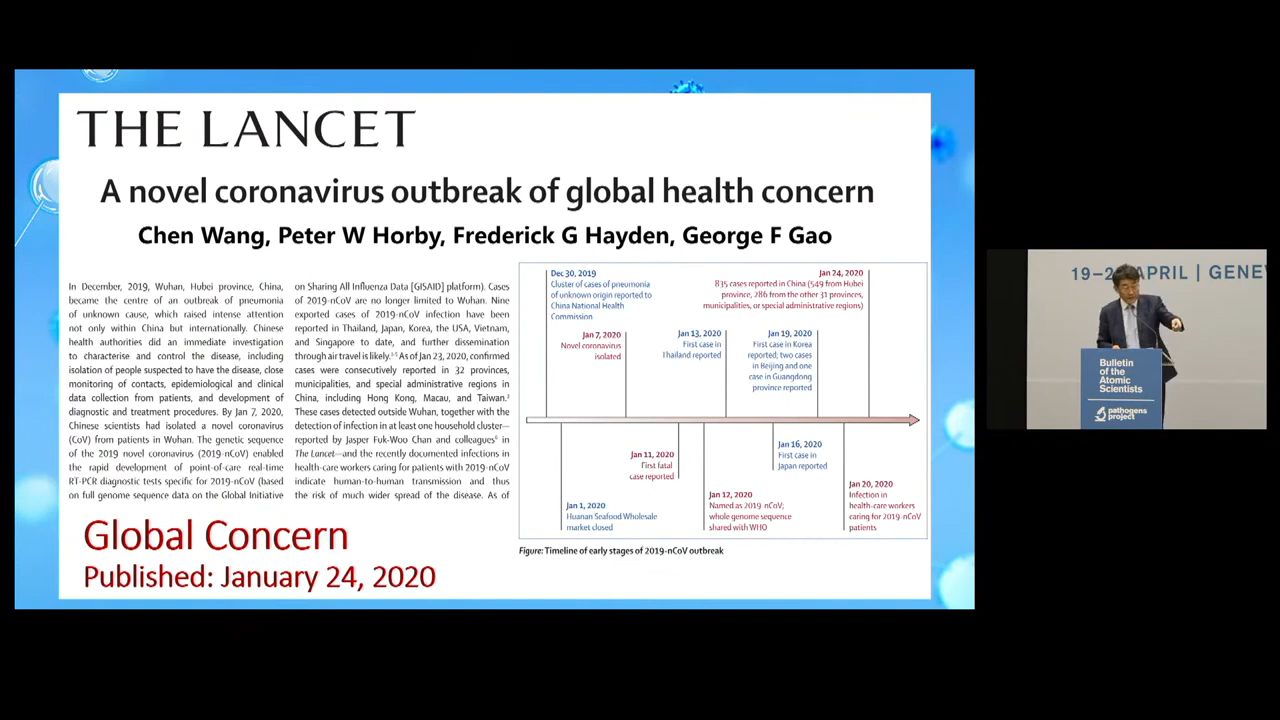 THE LANCET
A novel coronavirus outbreak of global health concern
Chen Wang, Peter W Horby, Frederick G Hayden, George F Gao
In December, 2019, Wuhan, Hubei province, China,
became the centre of an outbreak of pneumonia
of unknown cause, which raised intense attention
not only within China but internationally. Chinese
health authorities did an immediate investigation
to characterise and control the disease, including
isolation of people suspected to have the disease, close
monitoring of contacts, epidemiological and clinical
data collection from patients, and development of
diagnostic and treatment procedures. By Jan 7, 2020,
Chinese scientists had isolated a novel coronavirus
(CoV) from patients in Wuhan. The genetic sequence
of the 2019 novel coronavirus (2019-nCoV) enabled
the rapid development of point-of-care real-time
RT-PCR diagnostic tests specific for 2019-nCoV (based
on full genome sequence data on the Global Initiative
on Sharing All Influenza Data [GISAID] platform). Cases
of 2019-nCoV are no longer limited to Wuhan. Nine
exported cases of 2019-nCoV infection have been
reported in Thailand, Japan, Korea, the USA, Vietnam,
and Singapore to date, and further dissemination
through air travel is likely.1-5 As of Jan 23, 2020, confirmed
cases were consecutively reported in 32 provinces,
municipalities, and special administrative regions in
China, including Hong Kong, Macau, and Taiwan.3
These cases detected outside Wuhan, together with the
detection of infection in at least one household cluster—
reported by Jasper Fuk-Woo Chan and colleagues6 in
The Lancet—and the recently documented infections in
health-care workers caring for patients with 2019-nCoV
indicate human-to-human transmission and thus
the risk of much wider spread of the disease. As of
Dec 30, 2019
Cluster of cases of pneumonia
of unknown origin reported to
China National Health
Commission
Jan 24, 2020
835 cases reported in China (549 from Hubei
province, 286 from the other 31 provinces,
municipalities, or special administrative regions)
Jan 7, 2020
Novel coronavirus
isolated
Jan 13, 2020
First case in
Thailand reported
Jan 19, 2020
First case in Korea
reported; two cases
in Beijing and one
case in Guangdong
province reported
Jan 1, 2020
Huanan Seafood Wholesale
market closed
Jan 11, 2020
First fatal
case reported
Jan 12, 2020
Named as 2019-nCoV;
whole genome sequence
shared with WHO
Jan 16, 2020
First case in
Japan reported
Jan 20, 2020
Infection in
health-care workers
caring for 2019-nCoV
patients
Figure: Timeline of early stages of 2019-nCoV outbreak
Global Concern
Published: January 24, 2020
APRIL | GENE
Bulletin
of the
Atomic
Scientists
pathogens
project